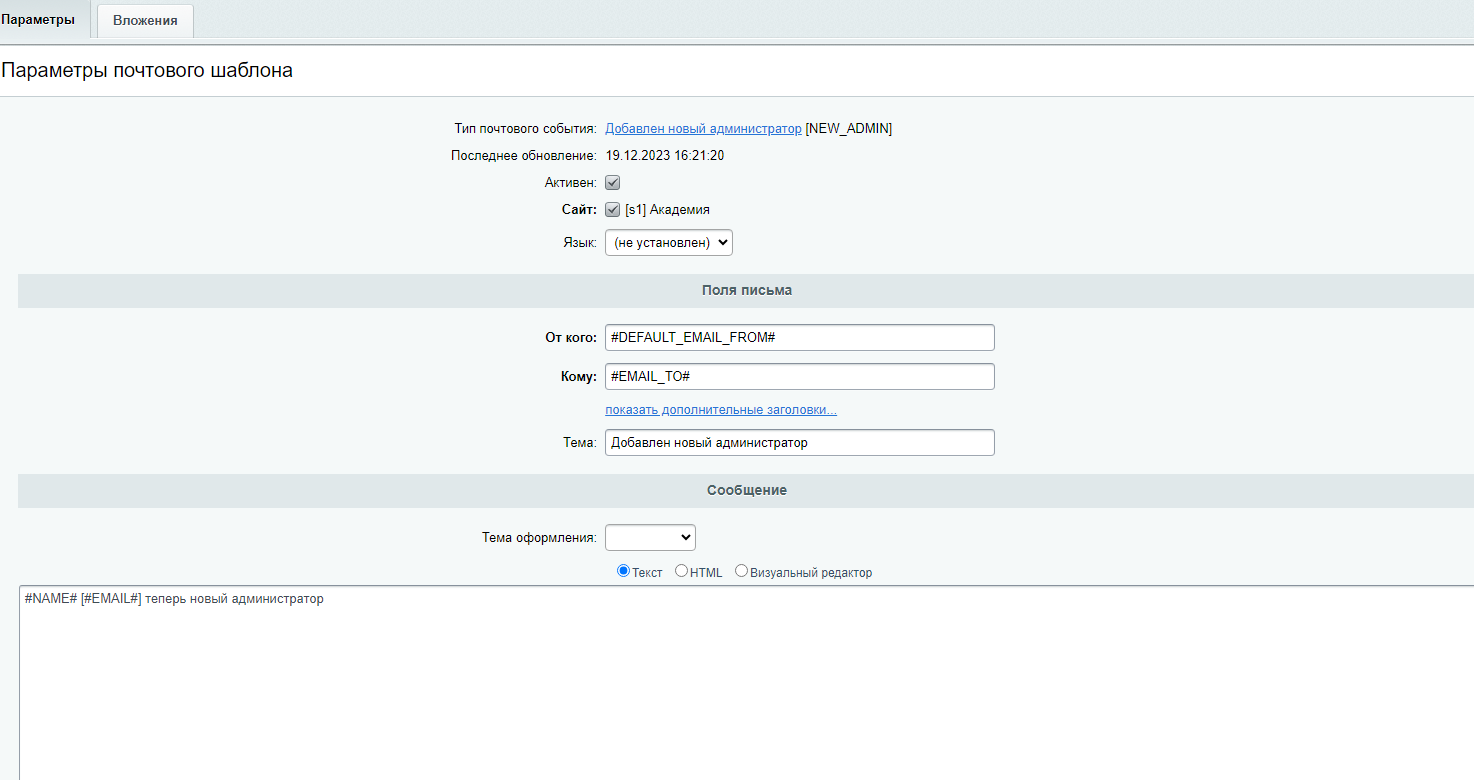 Параметры Вложения
Параметры почтового шаблона
Тип почтового события: Добавлен новый администратор [NEW_ADMIN]
Последнее обновление: 19.12.2023 16:21:20
Активен:
Сайт: [s1] Академия
Язык: (не установлен)
Поля письма
От кого: #DEFAULT_EMAIL_FROM#
Кому: #EMAIL_TO#
показать дополнительные заголовки...
Тема: Добавлен новый администратор
Сообщение
Тема оформления:
Текст HTML Визуальный редактор
#NAME# [#EMAIL#] теперь новый администратор